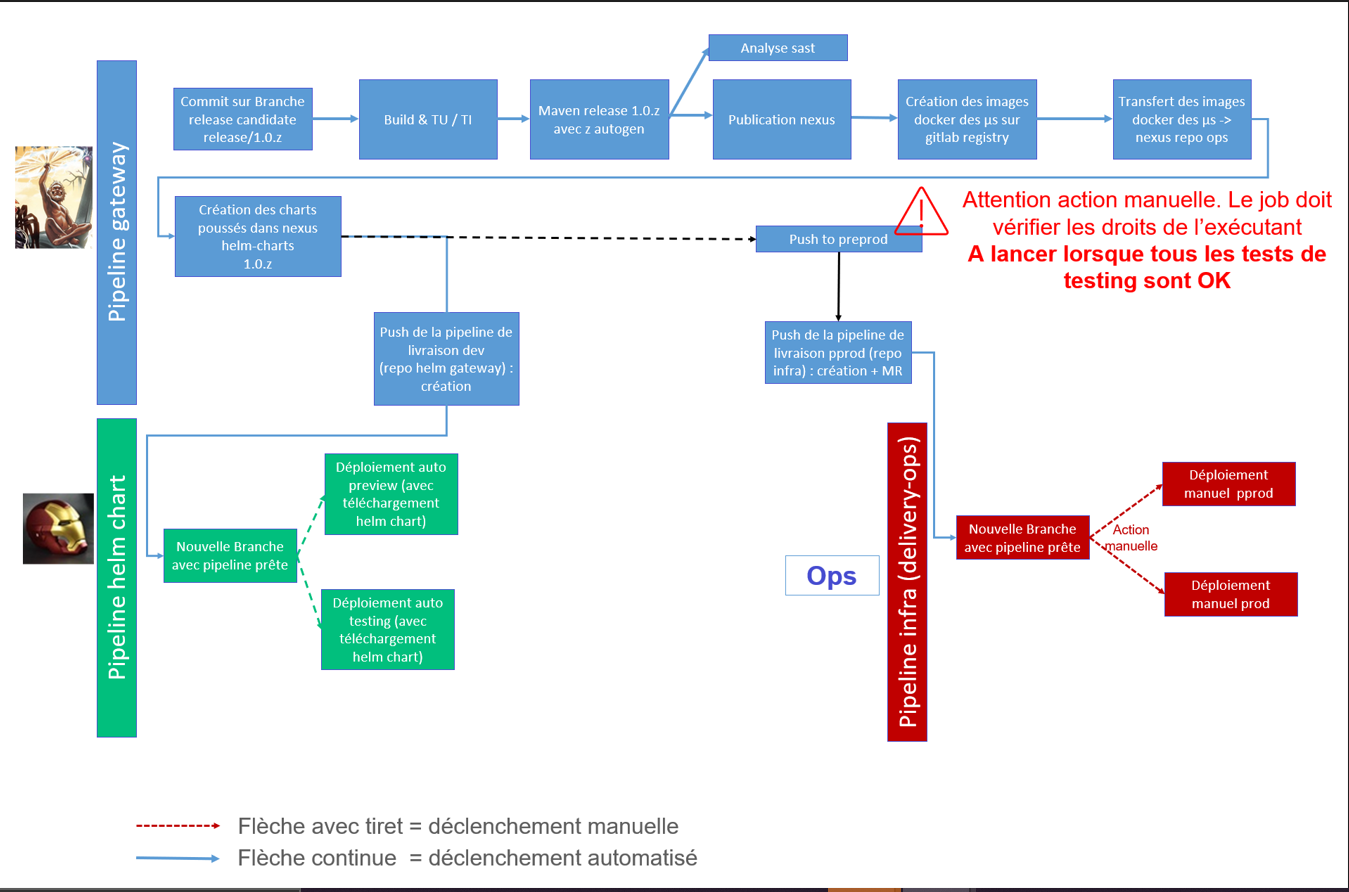 Analyse sast
Pipeline gateway
Commit sur Branche
release candidate
release/1.0.z
Build & TU / TI
Maven release 1.0.z
avec z autogen
Publication nexus
Création des images
docker des µs sur
gitlab registry
Transfert des images
docker des µs ->
nexus repo ops
Création des charts
poussés dans nexus
helm-charts
1.0.z
Push to preprod
!
Attention action manuelle. Le job doit
vérifier les droits de l’exécutant
A lancer lorsque tous les tests de
testing sont OK
Push de la pipeline de
livraison dev
(repo helm gateway) :
création
Push de la pipeline de
livraison pprod (repo
infra) : création + MR
Pipeline helm chart
Nouvelle Branche
avec pipeline prête
Déploiement auto
preview (avec
téléchargement
helm chart)
Déploiement auto
testing (avec
téléchargement
helm chart)
Ops
Pipeline infra (delivery-ops)
Nouvelle Branche
avec pipeline prête
Action
manuelle
Déploiement
manuel pprod
Déploiement
manuel prod
Flèche avec tiret = déclenchement manuelle
Flèche continue = déclenchement automatisé